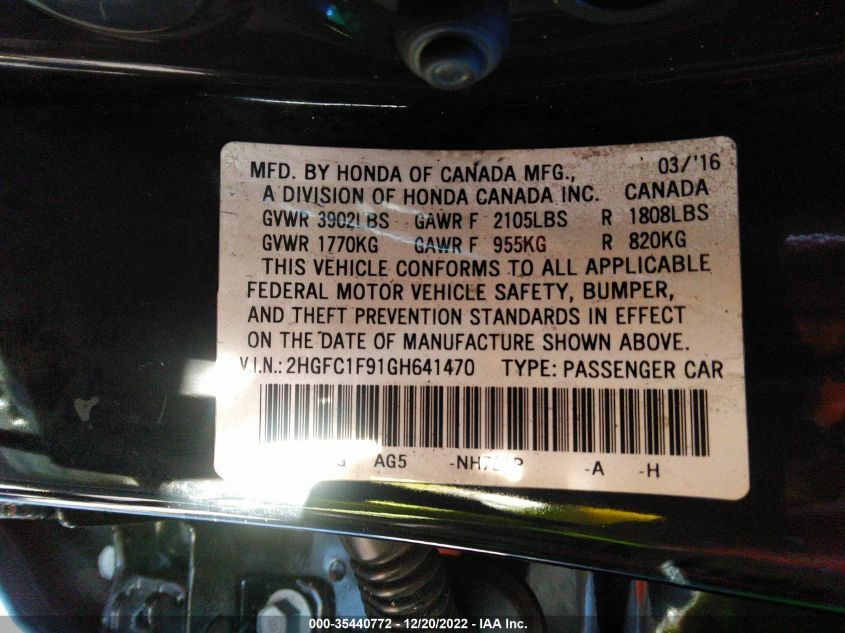 MFD. BY HONDA OF CANADA MFG., 03/'16
A DIVISION OF HONDA CANADA INC. CANADA
GVWR 3902LBS GAWR F 2105LBS R 1808LBS
GVWR 1770KG GAWR F 955KG R 820KG
THIS VEHICLE CONFORMS TO ALL APPLICABLE
FEDERAL MOTOR VEHICLE SAFETY, BUMPER,
AND THEFT PREVENTION STANDARDS IN EFFECT
ON THE DATE OF MANUFACTURE SHOWN ABOVE.
V.I.N.: 2HGFC1F91GH641470 TYPE: PASSENGER CAR
AG5 -A -H
000-35440772 - 12/20/2022 - IAA Inc.